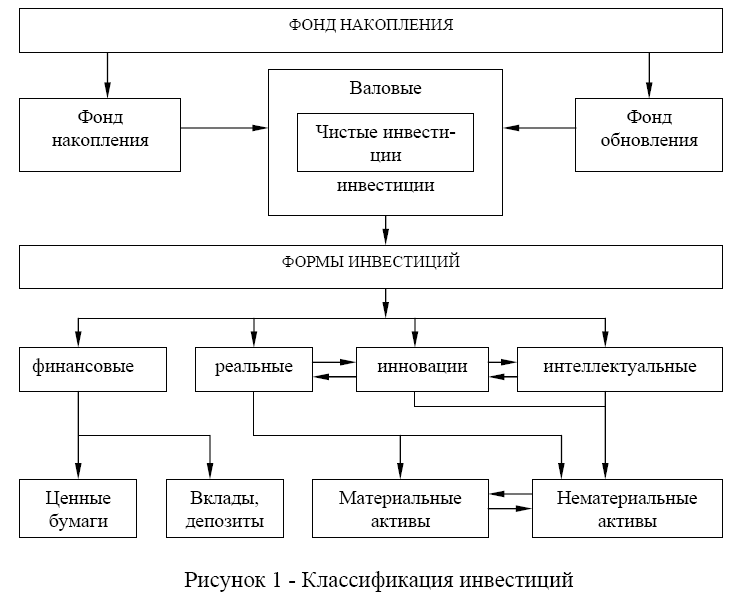 ФОНД НАКОПЛЕНИЯ
Фонд
накопления
Валовые
Чистые инвести-
ции
инвестиции
Фонд
обновления
ФОРМЫ ИНВЕСТИЦИЙ
финансовые
реальные
инновации
интеллектуальные
Ценные
бумаги
Вклады,
депозиты
Материальные
активы
Нематериальные
активы
Рисунок 1 - Классификация инвестиций